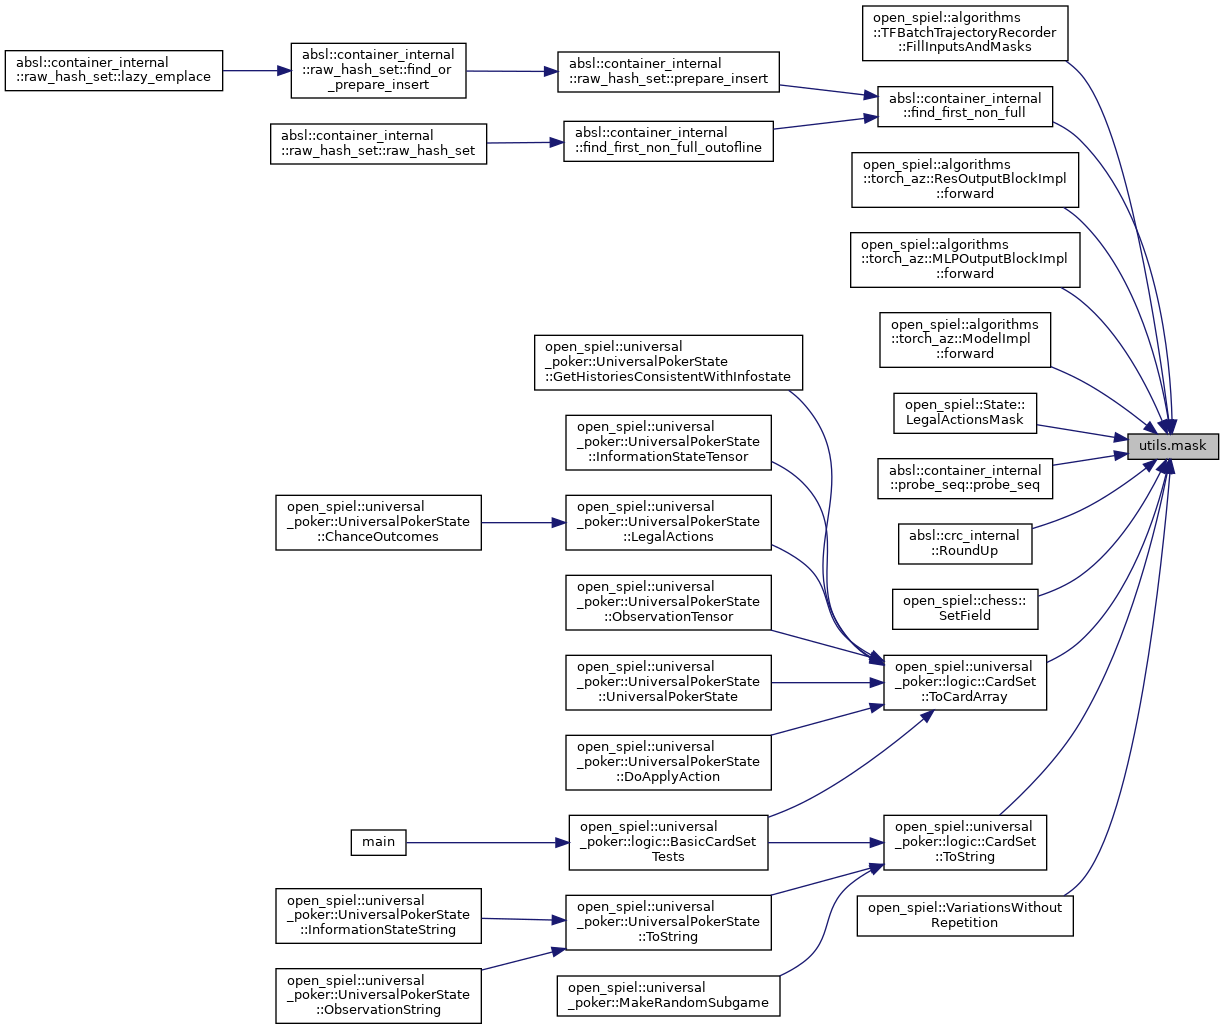 open_spiel::algorithms
::TFBatchTrajectoryRecorder
::FillInputsAndMasks
absl::container_internal
::raw_hash_set::lazy_emplace
absl::container_internal
::raw_hash_set::find_or
_prepare_insert
absl::container_internal
::raw_hash_set::prepare_insert
absl::container_internal
::find_first_non_full
absl::container_internal
::raw_hash_set::raw_hash_set
absl::container_internal
::find_first_non_full_outofline
open_spiel::algorithms
::torch_az::ResOutputBlockImpl
::forward
open_spiel::algorithms
::torch_az::MLPOutputBlockImpl
::forward
open_spiel::algorithms
::torch_az::ModelImpl
::forward
open_spiel::universal
_poker::UniversalPokerState
::GetHistoriesConsistentWithInfostate
open_spiel::State::
LegalActionsMask
utils.mask
open_spiel::universal
_poker::UniversalPokerState
::InformationStateTensor
absl::container_internal
::probe_seq::probe_seq
open_spiel::universal
_poker::UniversalPokerState
::ChanceOutcomes
open_spiel::universal
_poker::UniversalPokerState
::LegalActions
absl::crc_internal
::RoundUp
open_spiel::universal
_poker::UniversalPokerState
::ObservationTensor
open_spiel::chess::
SetField
open_spiel::universal
_poker::UniversalPokerState
::UniversalPokerState
open_spiel::universal
_poker::logic::CardSet
::ToCardArray
open_spiel::universal
_poker::UniversalPokerState
::DoApplyAction
main
open_spiel::universal
_poker::logic::BasicCardSet
Tests
open_spiel::universal
_poker::logic::CardSet
::ToString
open_spiel::universal
_poker::UniversalPokerState
::InformationStateString
open_spiel::universal
_poker::UniversalPokerState
::ToString
open_spiel::VariationsWithout
Repetition
open_spiel::universal
_poker::UniversalPokerState
::ObservationString
open_spiel::universal
_poker::MakeRandomSubgame